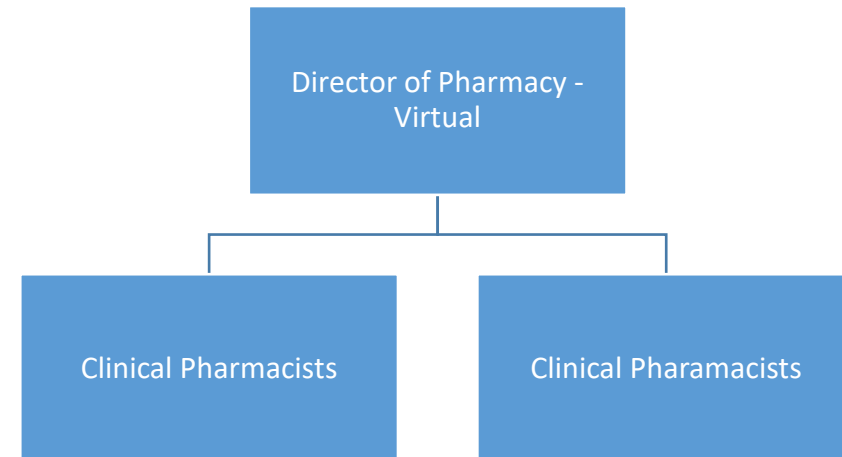 Director of Pharmacy -
Virtual
Clinical Pharmacists
Clinical Pharamacists